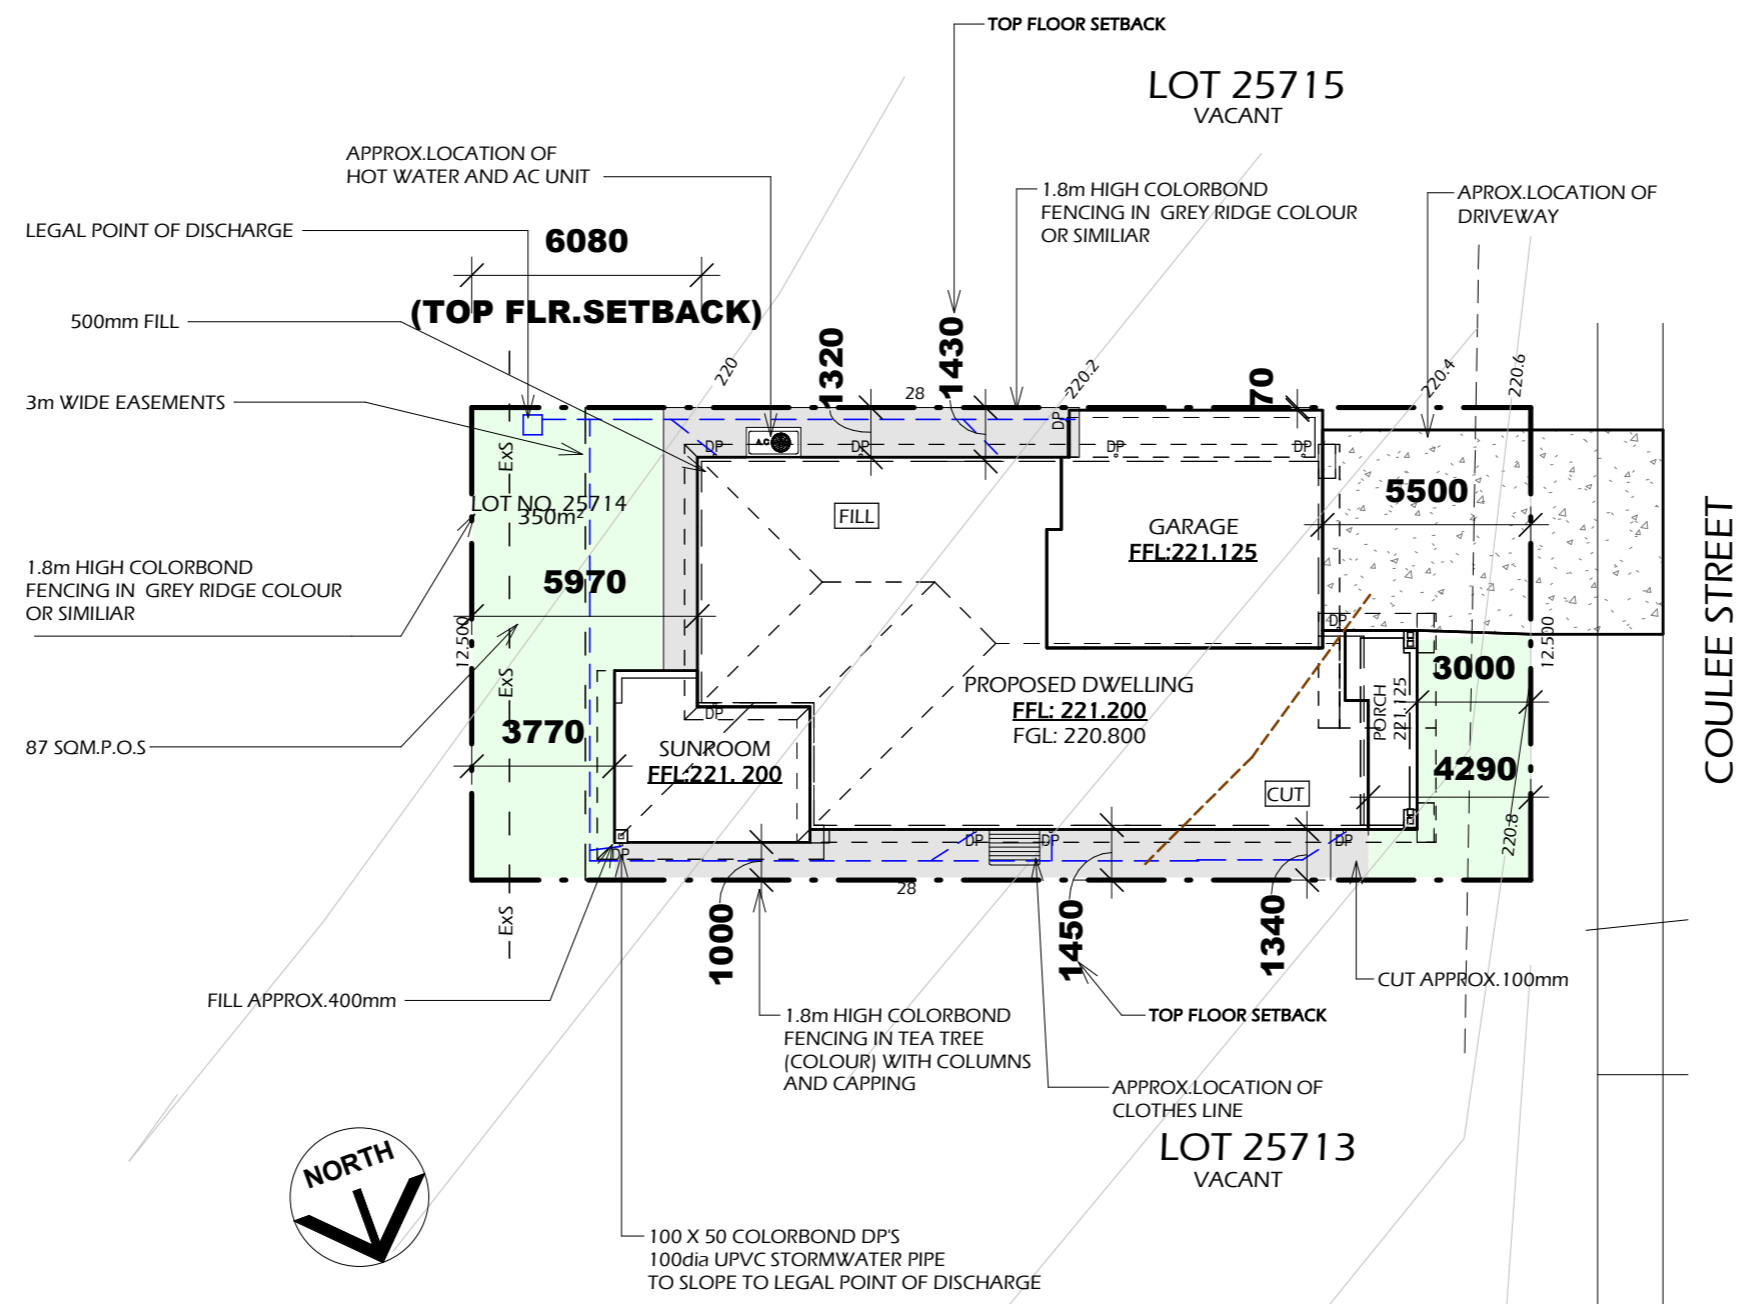 TOP FLOOR SETBACK
LOT 25715
VACANT
APPROX.LOCATION OF
HOT WATER AND AC UNIT
1.8m HIGH COLORBOND
FENCING IN GREY RIDGE COLOUR
OR SIMILIAR
APROX.LOCATION OF
DRIVEWAY
LEGAL POINT OF DISCHARGE
6080
(TOP FLR.SETBACK)
500mm FILL
3m WIDE EASEMENTS
1320
1430
28
220
220.2
70
220.4
220.6
DP
DP
DP
DP
DP
DP
A.C
ExS
LOT NO. 25714
350m²
FILL
GARAGE
FFL:221.125
5500
COULEE STREET
1.8m HIGH COLORBOND
FENCING IN GREY RIDGE COLOUR
OR SIMILIAR
5970
12.500
DP
12.500
3000
ExS
PROPOSED DWELLING
FFL: 221.200
FGL: 220.800
PORCH
221.125
87 SQM.P.O.S
3770
DP
SUNROOM
FFL:221. 200
4290
CUT
220.8
DP
DP
DP
DP
28
ExS
1000
1450
1340
CUT APPROX.100mm
FILL APPROX.400mm
1.8m HIGH COLORBOND
FENCING IN TEA TREE
(COLOUR) WITH COLUMNS
AND CAPPING
TOP FLOOR SETBACK
APPROX.LOCATION OF
CLOTHES LINE
LOT 25713
VACANT
NORTH
100 X 50 COLORBOND DP'S
100dia UPVC STORMWATER PIPE
TO SLOPE TO LEGAL POINT OF DISCHARGE